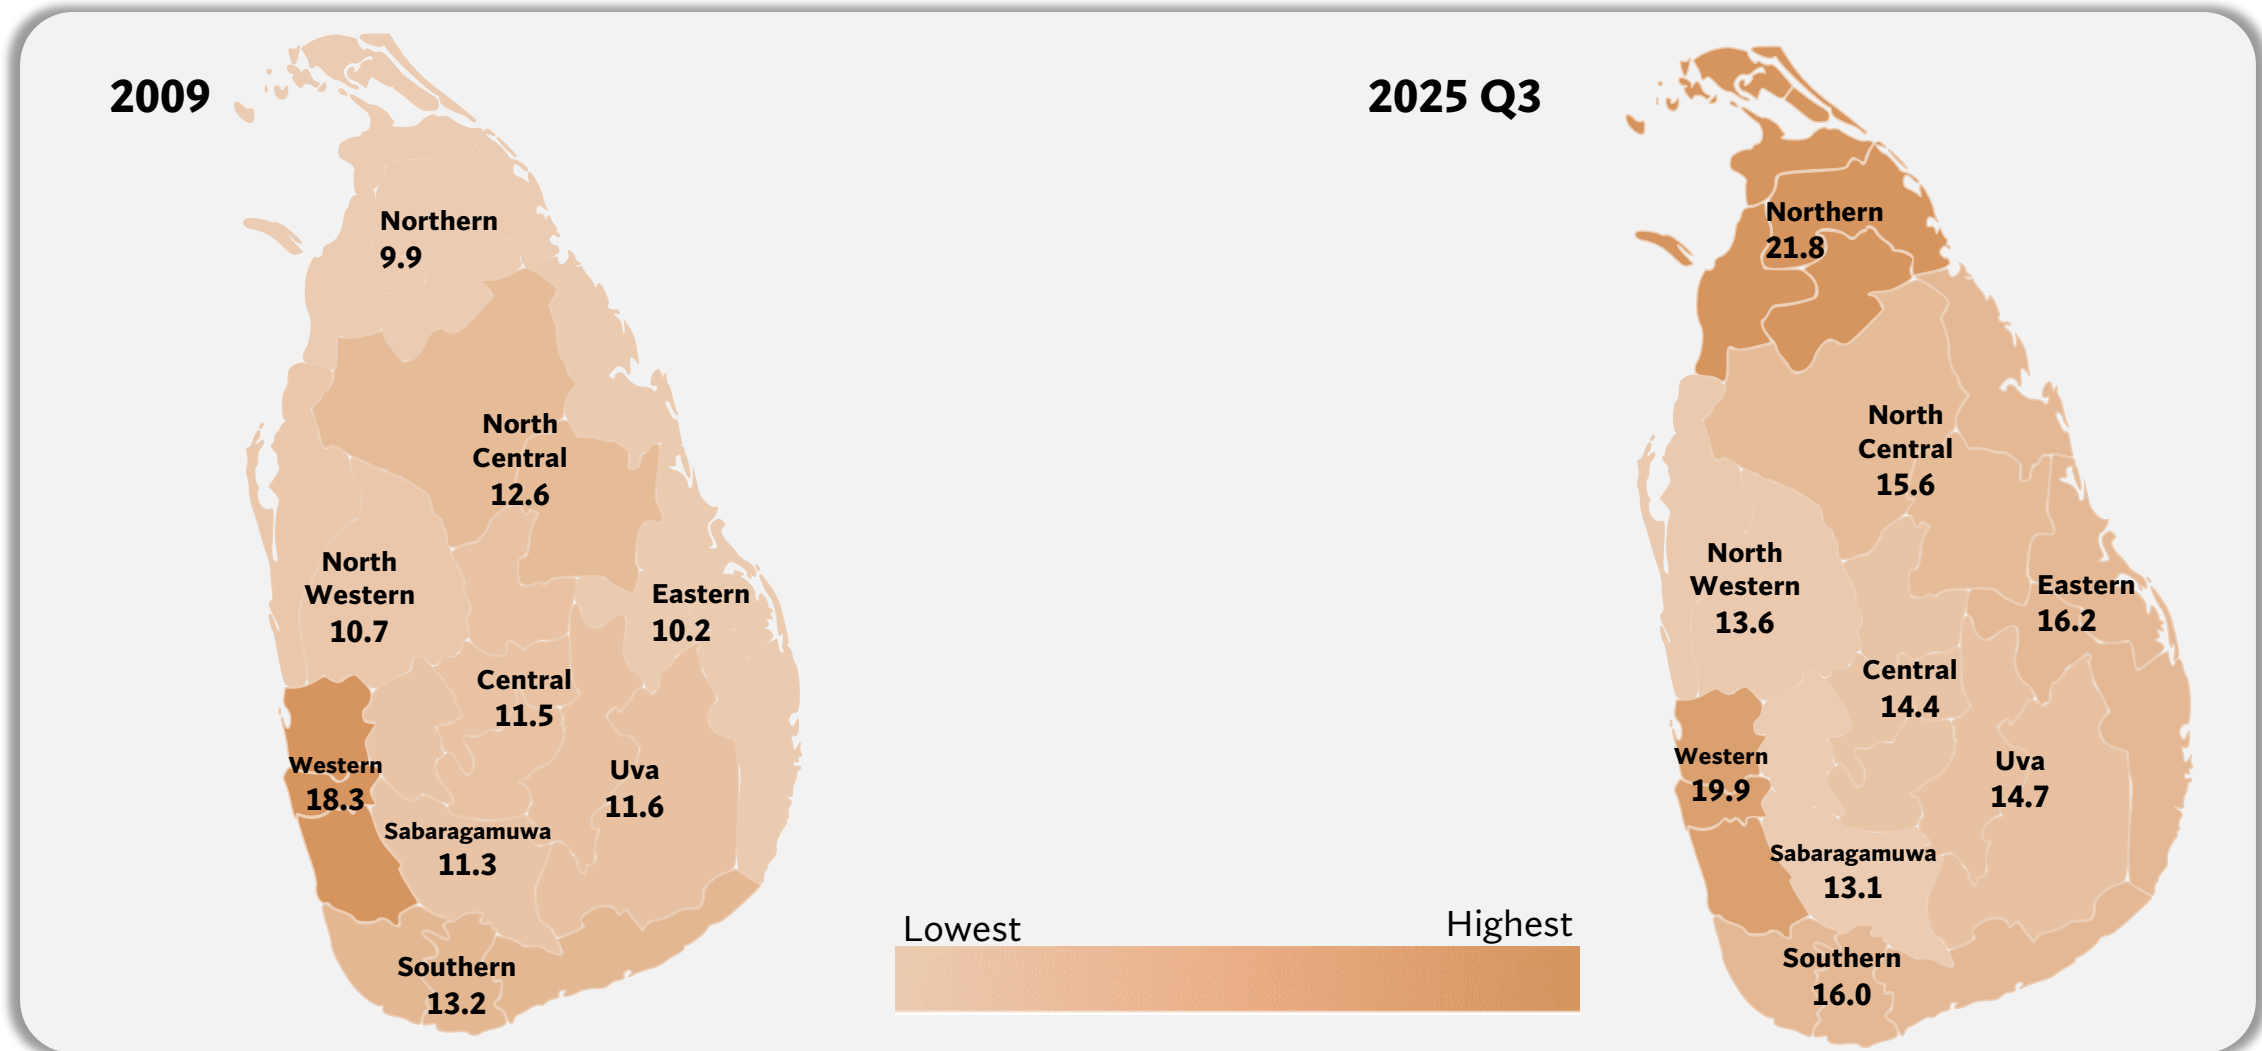 2009
Northern
9.9
North
Central
12.6
North
Western
10.7
Eastern
10.2
Central
11.5
Western
18.3
Uva
11.6
Sabaragamuwa
11.3
Southern
13.2
Lowest
Highest
2025 Q3
Northern
21.8
North
Central
15.6
North
Western
13.6
Eastern
16.2
Central
14.4
Western
19.9
Uva
14.7
Sabaragamuwa
13.1
Southern
16.0